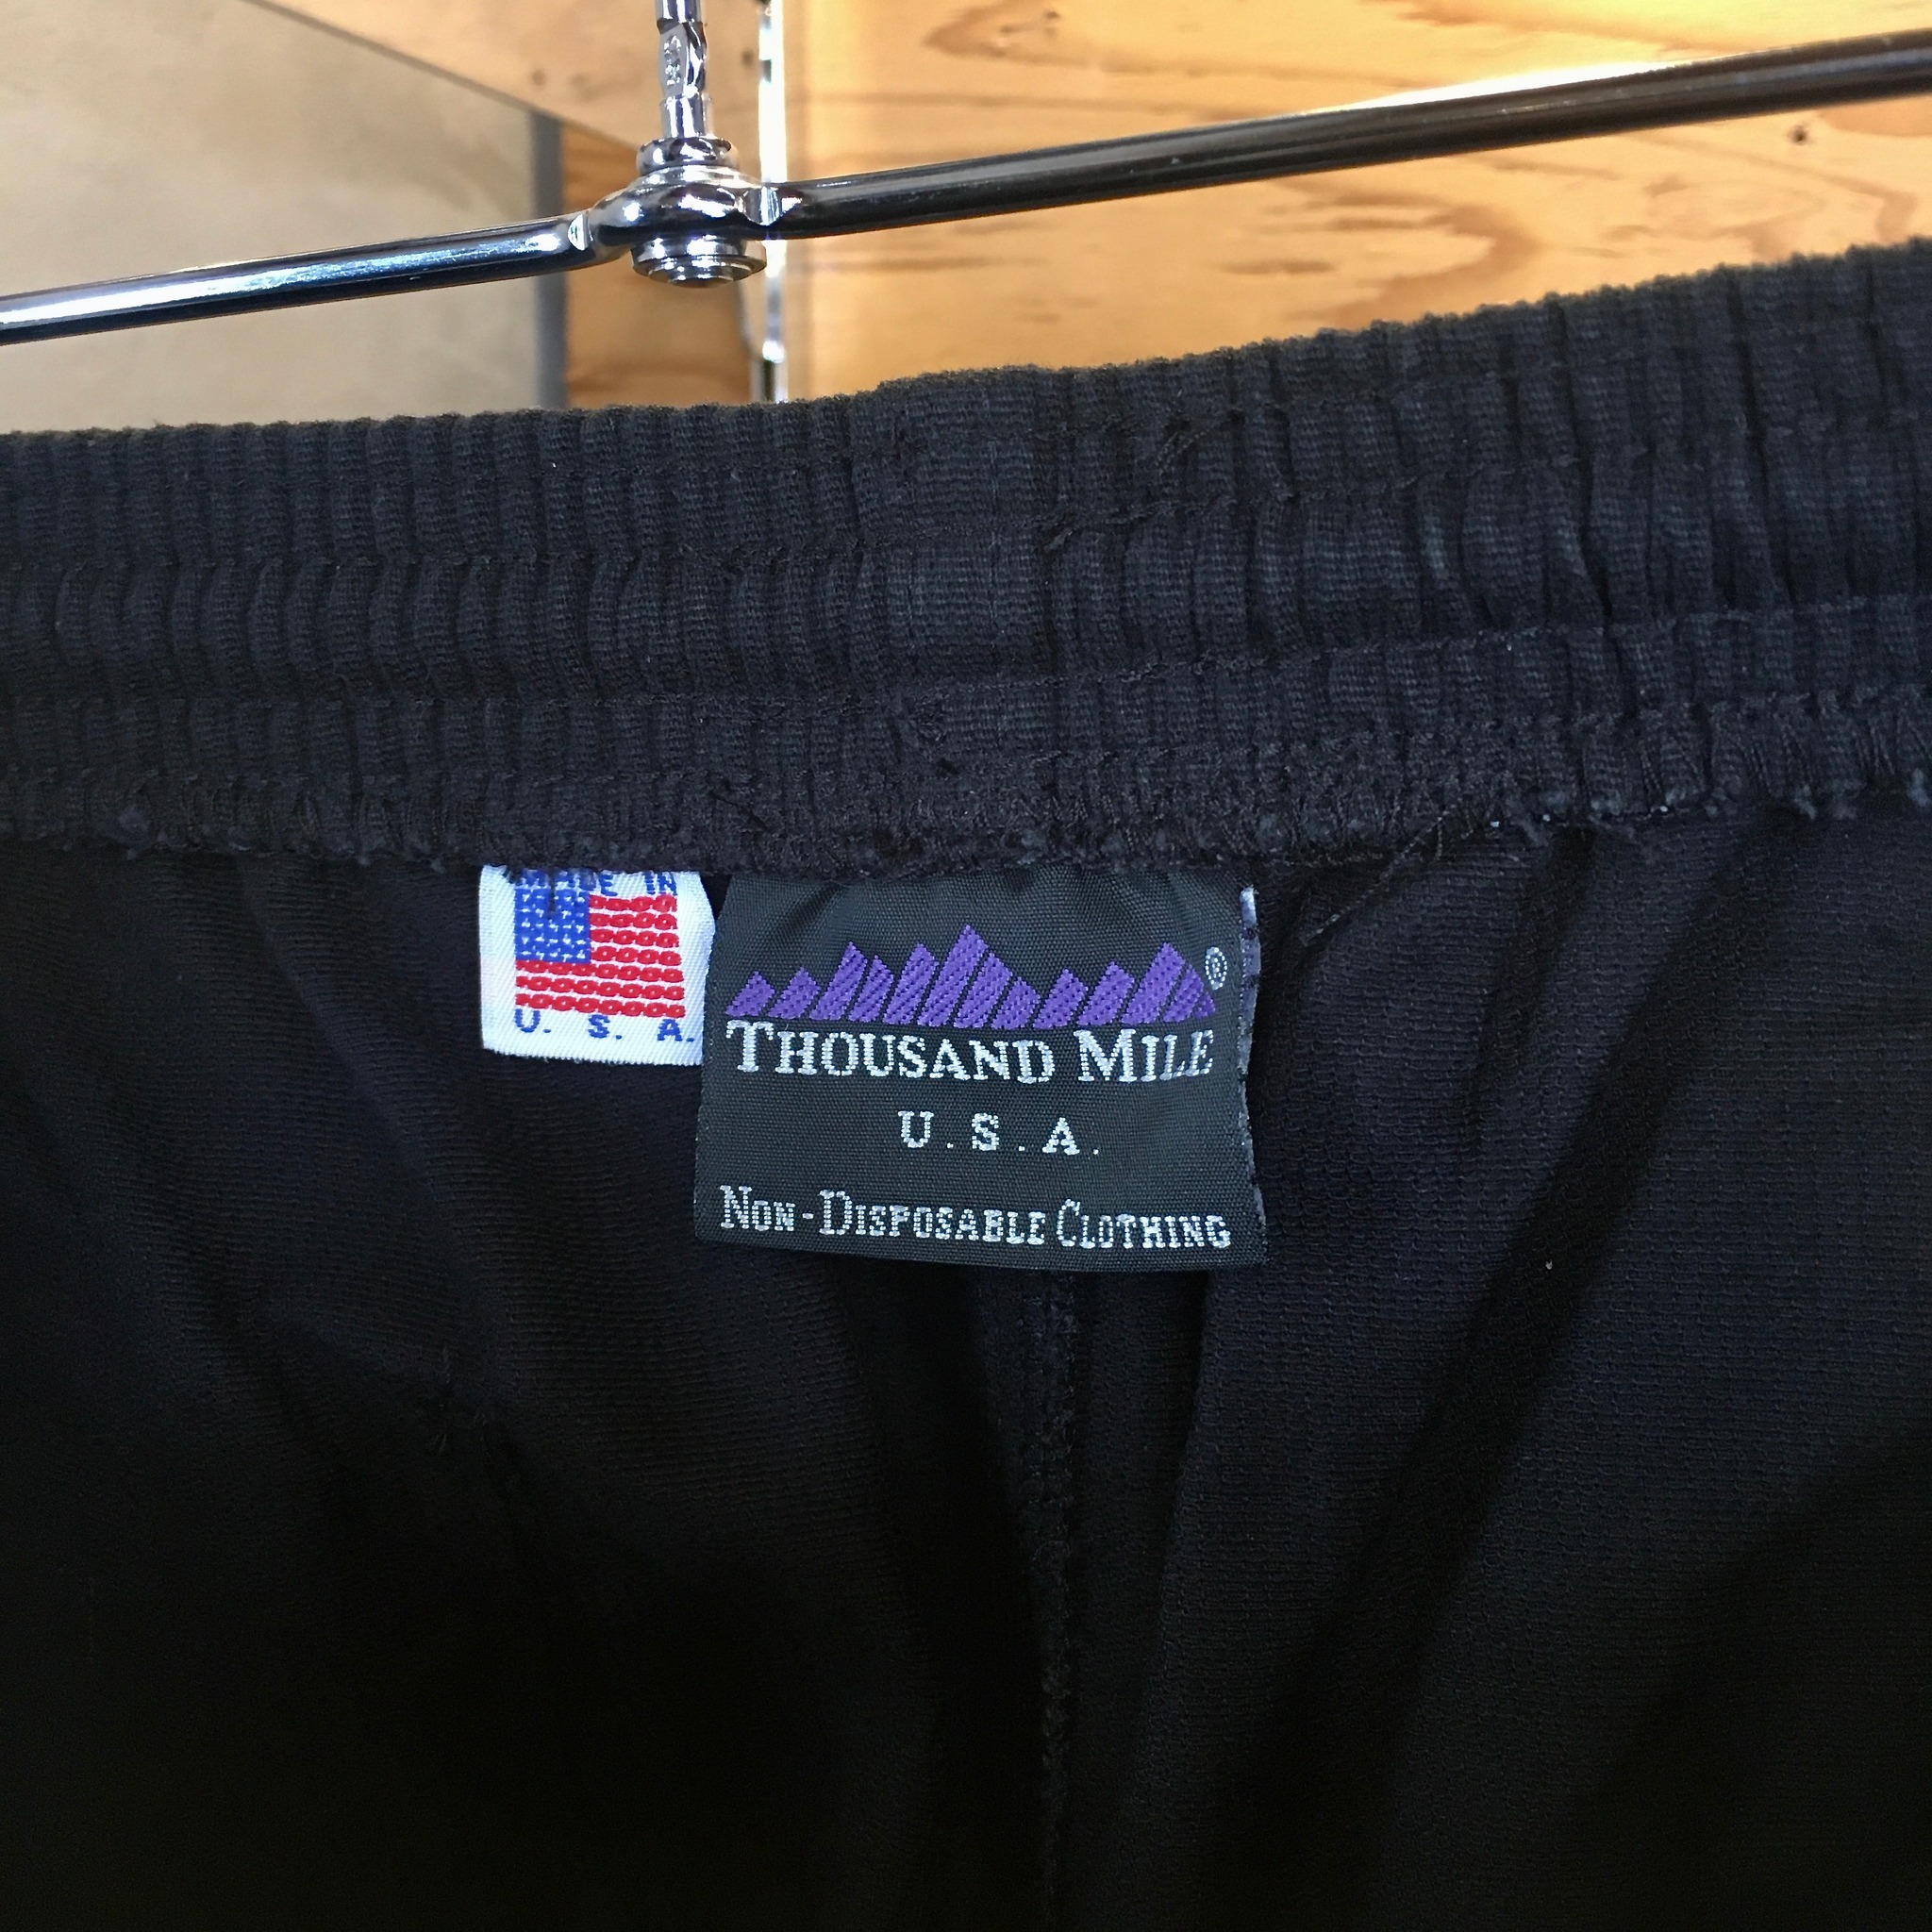 MADE IN
U. S. A.
THOUSAND MILE ®
U.S.A.
NON-DISPOSABLE CLOTHING